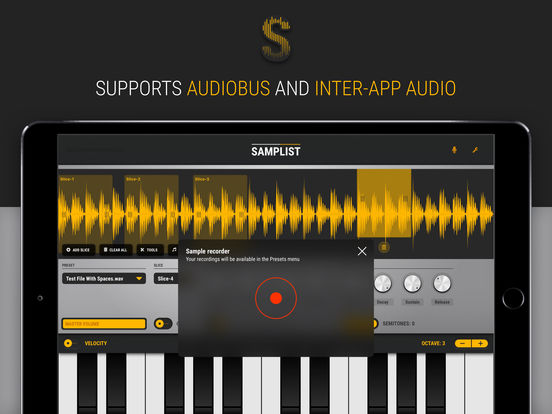 S
SUPPORTS AUDIOBUS AND INTER-APP AUDIO
SAMPLIST
Slice-1 Slice-2 Slice-3
ADD SLICE CLEAR ALL TOOLS
Sample recorder
Your recordings will be available in the Presets menu
PRESET SLICE
Test File With Spaces.wav Slice-4
Decay Sustain Release
MASTER VOLUME SEMITONES: 0
VELOCITY OCTAVE: 3 − +